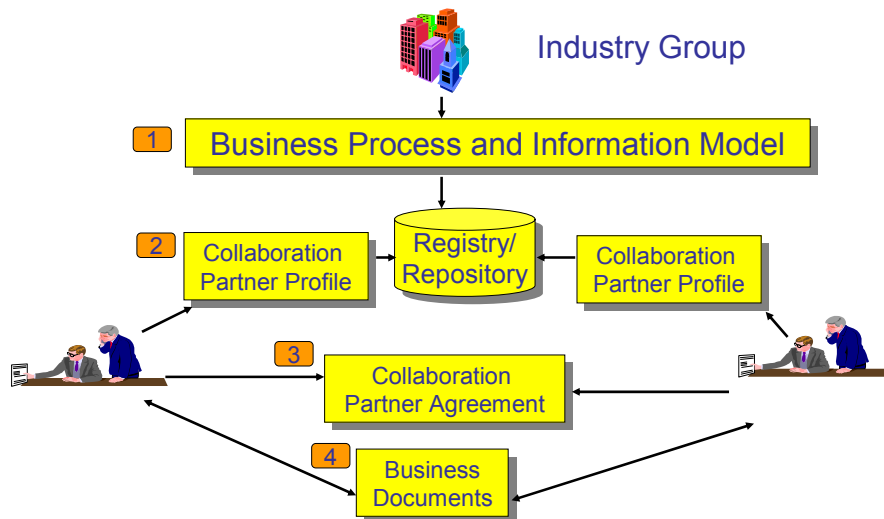 Industry Group
1
Business Process and Information Model
2
Collaboration
Partner Profile
Registry/
Repository
Collaboration
Partner Profile
3
Collaboration
Partner Agreement
4
Business
Documents